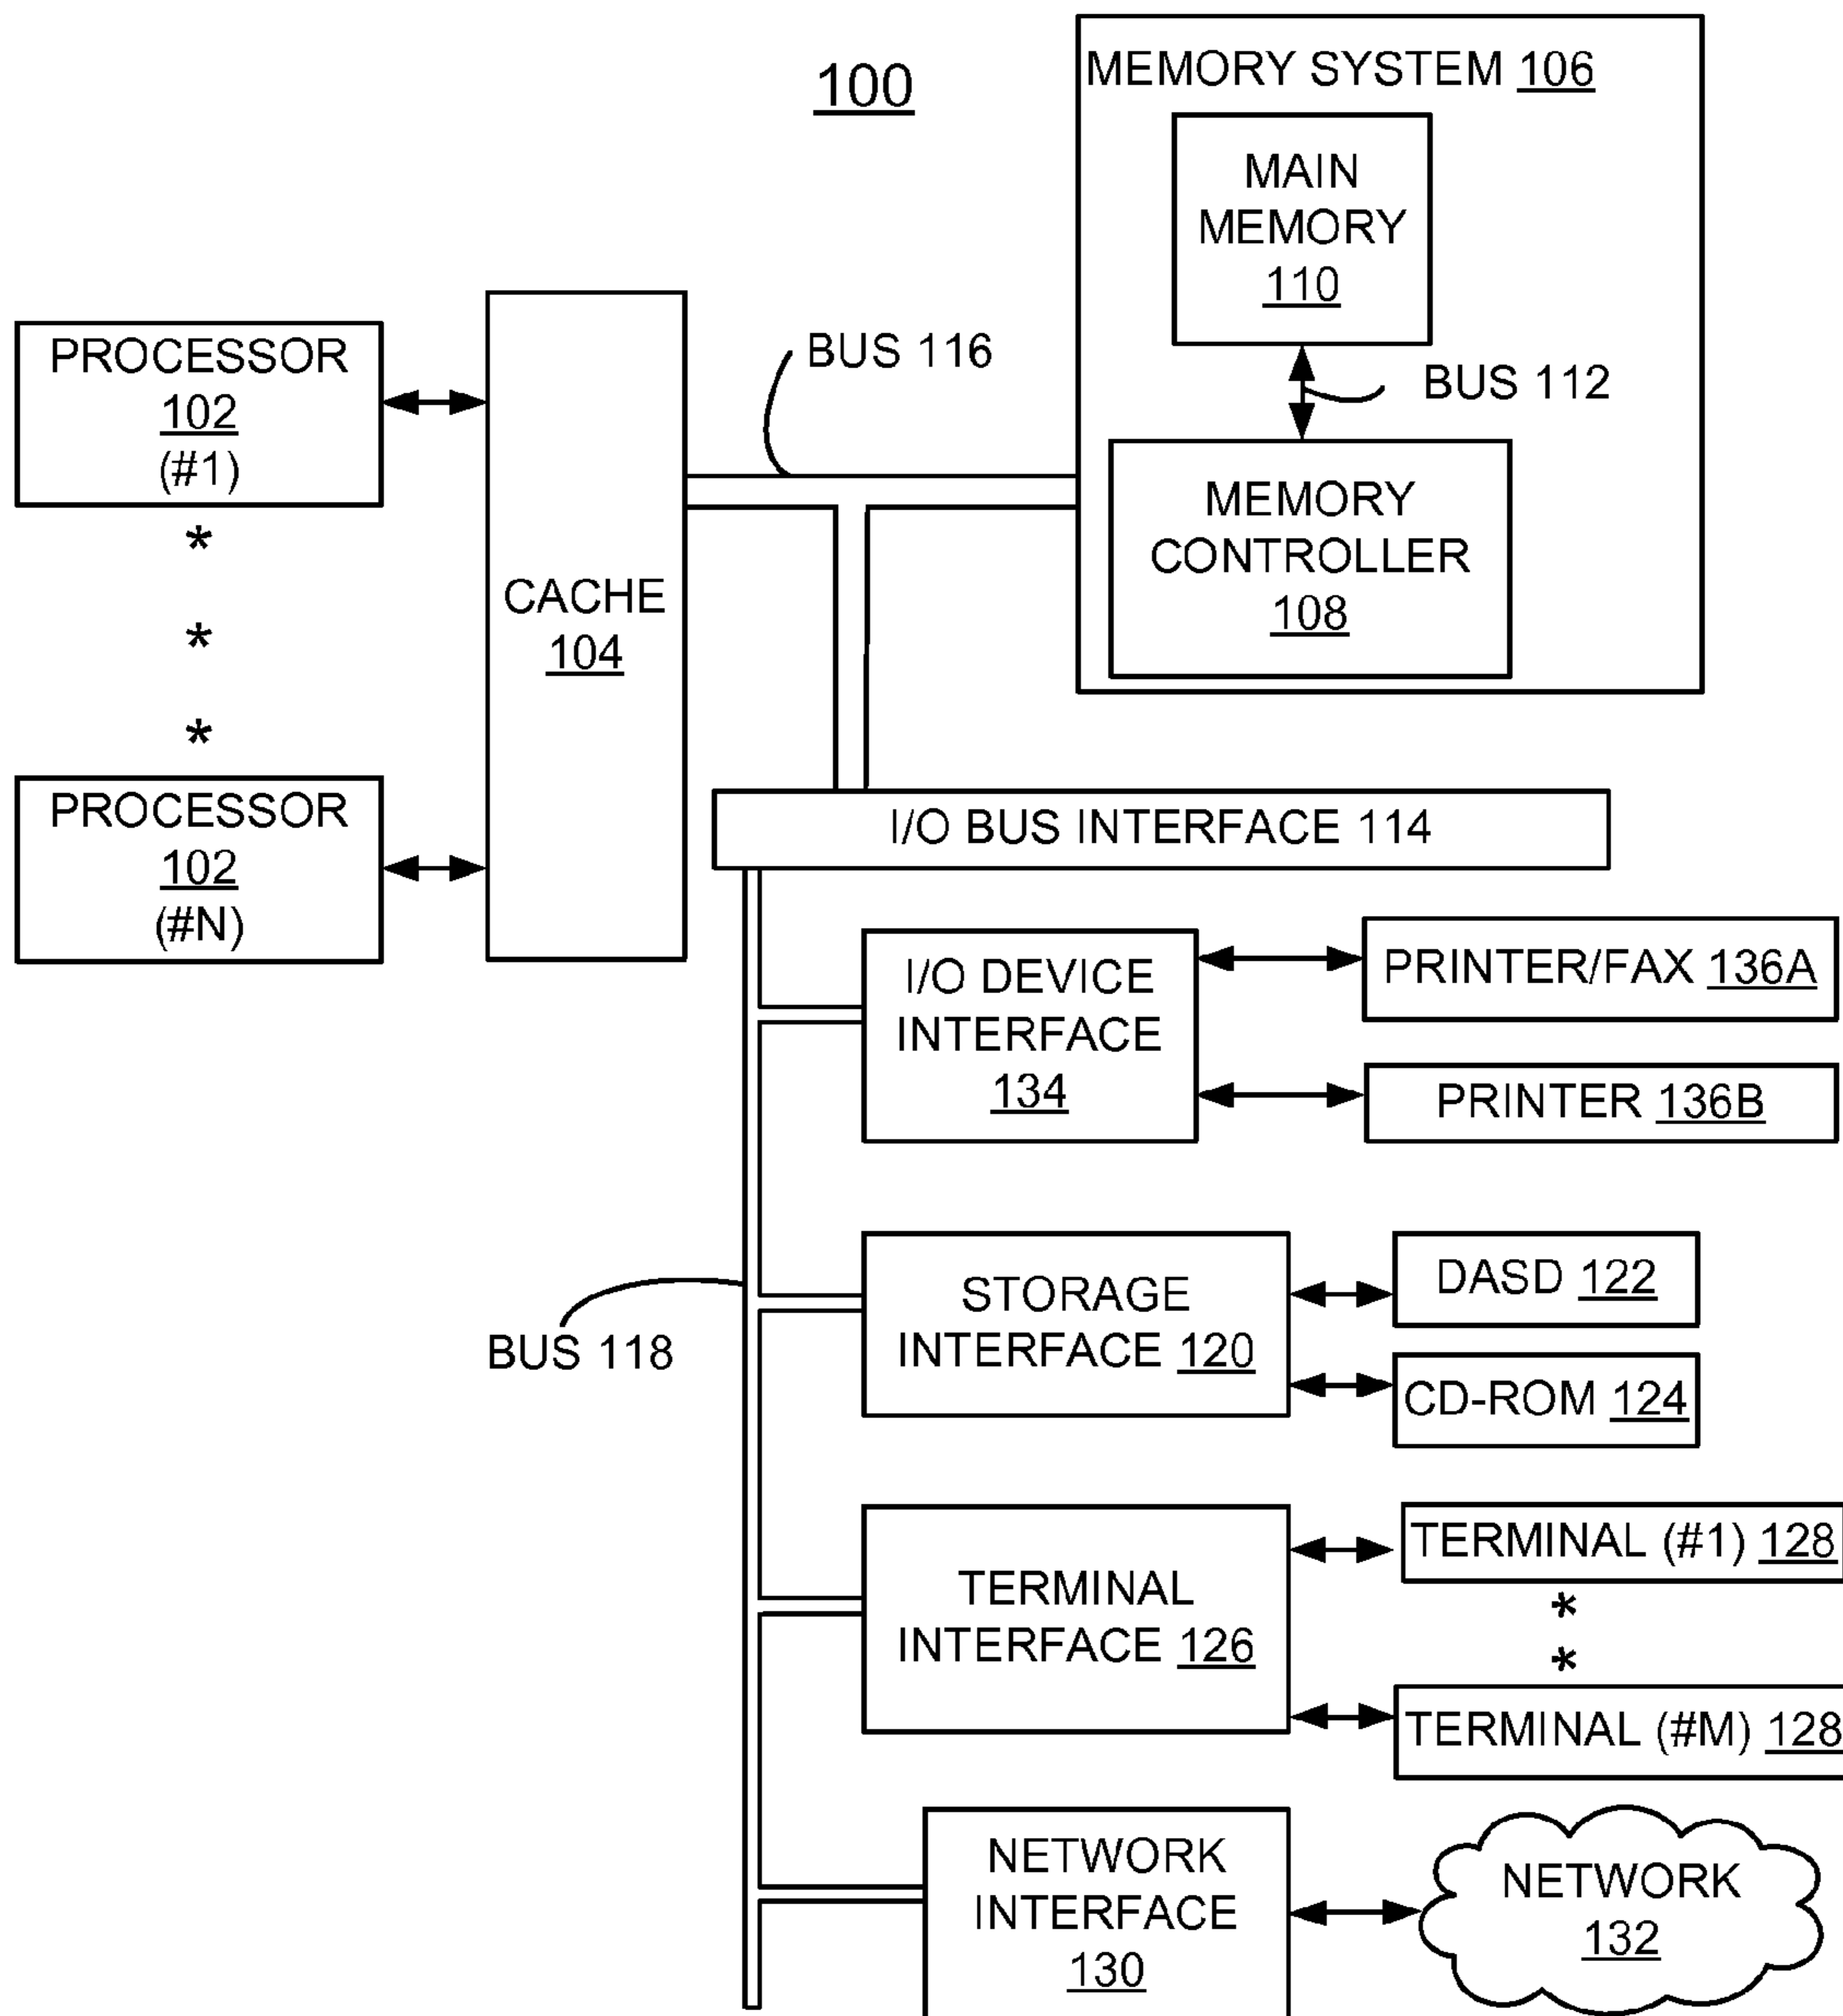 100
MEMORY SYSTEM 106
MAIN
MEMORY
110
BUS 112
MEMORY
CONTROLLER
108
PROCESSOR
102
(#1)
*
*
*
PROCESSOR
102
(#N)
CACHE
104
BUS 116
I/O BUS INTERFACE 114
I/O DEVICE
INTERFACE
134
PRINTER/FAX 136A
PRINTER 136B
BUS 118
STORAGE
INTERFACE 120
DASD 122
CD-ROM 124
TERMINAL
INTERFACE 126
TERMINAL (#1) 128
*
*
TERMINAL (#M) 128
NETWORK
INTERFACE
130
NETWORK
132